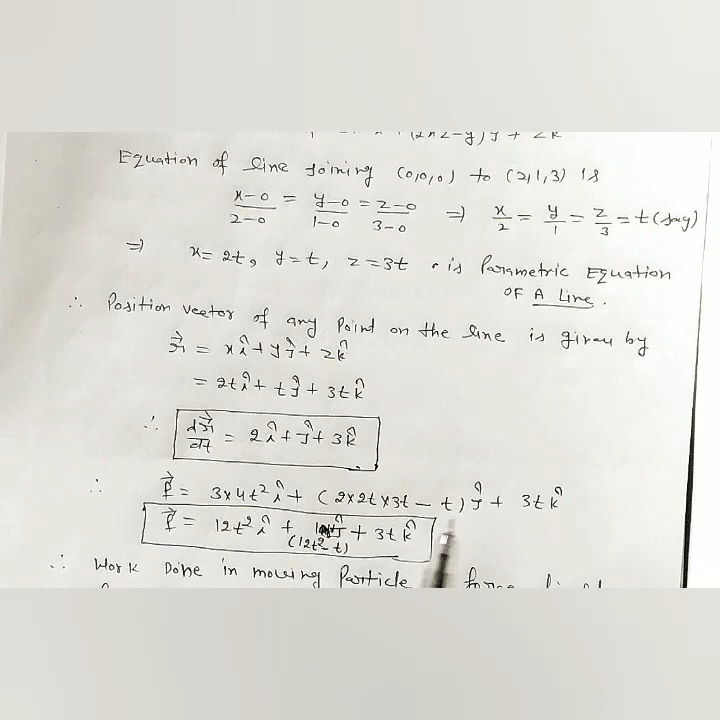 (2xz-y)j + zk
Equation of line joining (0,0,0) to (2,1,3) is
x-0/2-0 = y-0/1-0 = z-0/3-0 ⇒ x/2 = y/1 = z/3 = t (say)
⇒ x = 2t, y = t, z = 3t . is Parametric Equation
OF A Line.
∴ Position vector of any Point on the line is given by
r⃗ = xî + yĵ + zk̂
= 2tî + tĵ + 3tk̂
∴ dr⃗/dt = 2î + ĵ + 3k̂
∴ F⃗ = 3×4t²î + (2×2t×3t - t)ĵ + 3tk̂
F⃗ = 12t²î + ĵ + 3tk̂
(12t²-t)
∴ Work Done in moving Particle force